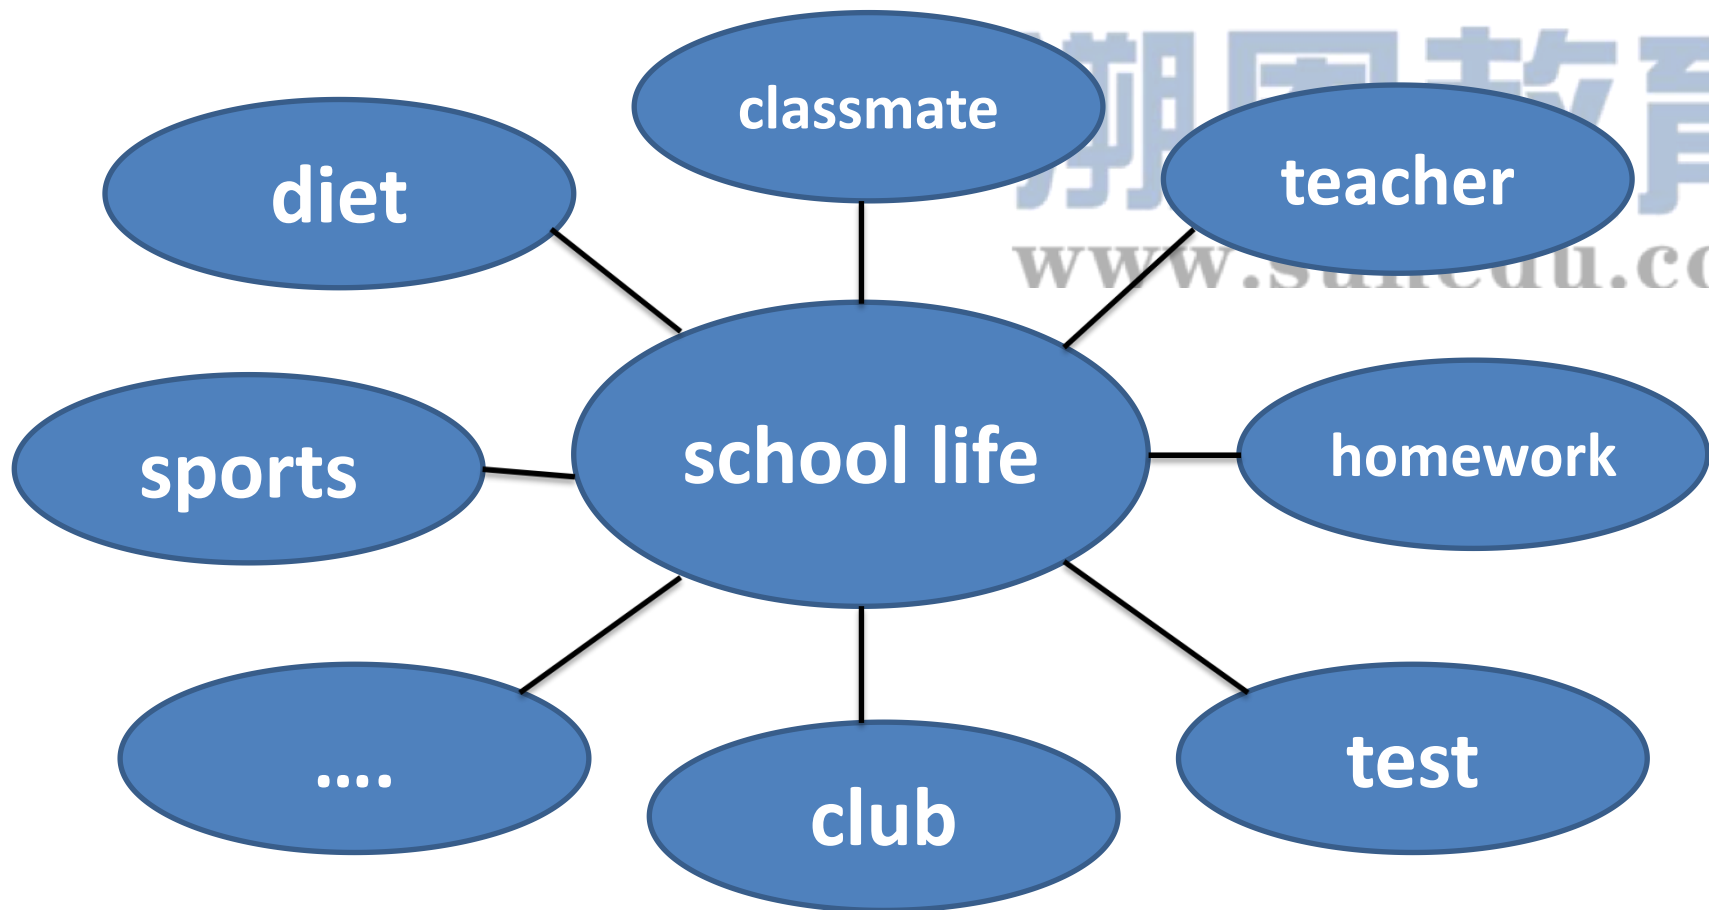 classmate
diet
teacher
school life
sports
homework
....
club
test